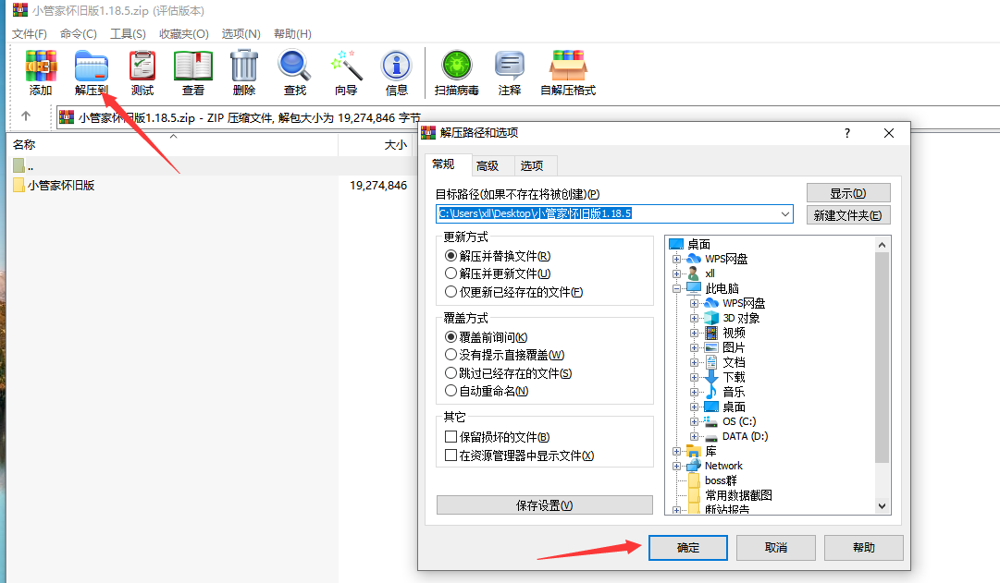 小管家怀旧版1.18.5.zip (评估版本)
文件(F) 命令(C) 工具(S) 收藏夹(O) 选项(N) 帮助(H)
添加 解压到 测试 查看 删除 查找 向导 信息 扫描病毒 注释 自解压格式
小管家怀旧版1.18.5.zip - ZIP 压缩文件, 解包大小为 19,274,846 字节
名称 大小
..
小管家怀旧版 19,274,846
解压路径和选项 ?
常规 高级 选项
目标路径(如果不存在将被创建)(P)
显示(D)
C:\Users\xll\Desktop\小管家怀旧版1.18.5
新建文件夹(E)
更新方式
解压并替换文件(R)
解压并更新文件(U)
仅更新已经存在的文件(F)
覆盖方式
覆盖前询问(K)
没有提示直接覆盖(W)
跳过已经存在的文件(S)
自动重命名(N)
其它
保留损坏的文件(B)
在资源管理器中显示文件(X)
保存设置(V)
桌面
WPS网盘
xll
此电脑
WPS网盘
3D 对象
视频
图片
文档
下载
音乐
桌面
OS (C:)
DATA (D:)
库
Network
boss群
常用数据截图
断站报告
确定 取消 帮助